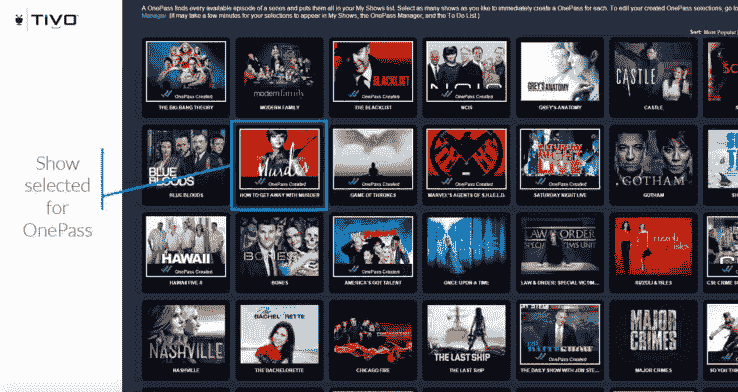 TIVO
A OnePass finds every available episode of a series and puts them all in your My Shows list. Select as many shows as you like to immediately create a OnePass for each. To edit your created OnePass selections, go to
Manager. (It may take a few minutes for your selections to appear in My Shows, the OnePass Manager, and the To Do List.)
Sort: Most Popular
OnePass Created
THE BIG BANG THEORY
modern family
OnePass Created
MODERN FAMILY
BLACKLIST
OnePass Created
THE BLACKLIST
NCIS
OnePass Created
NCIS
GREY'S ANATOMY
OnePass Created
GREY'S ANATOMY
CASTLE
CASTLE
BLUE
BLOODS
BLUE BLOODS
Murder
OnePass Created
HOW TO GET AWAY WITH MURDER
OnePass Created
GAME OF THRONES
OnePass Created
MARVEL'S AGENTS OF S.H.I.E.L.D.
SATURDAY
NIGHT
LIVE
OnePass Created
SATURDAY NIGHT LIVE
GOTHAM
GOTHAM
Show
selected
for
OnePass
HAWAII
OnePass Created
HAWAII FIVE-0
BONES
BONES
OnePass Created
AMERICA'S GOT TALENT
ONCE UPON A TIME
LAW & ORDER
SPECIAL VICTIMS UNIT
LAW & ORDER: SPECIAL VICTIM...
rizzoli & isles
RIZZOLI & ISLES
CSI: CRIME S
NASHVILLE
NASHVILLE
THE
BACHELORETTE
THE BACHELORETTE
CHICAGO FIRE
THE LAST SHIP
THE LAST SHIP
THE DAILY SHOW WITH JON STE...
MAJOR
CRIMES
MAJOR CRIMES
SO YOU THI